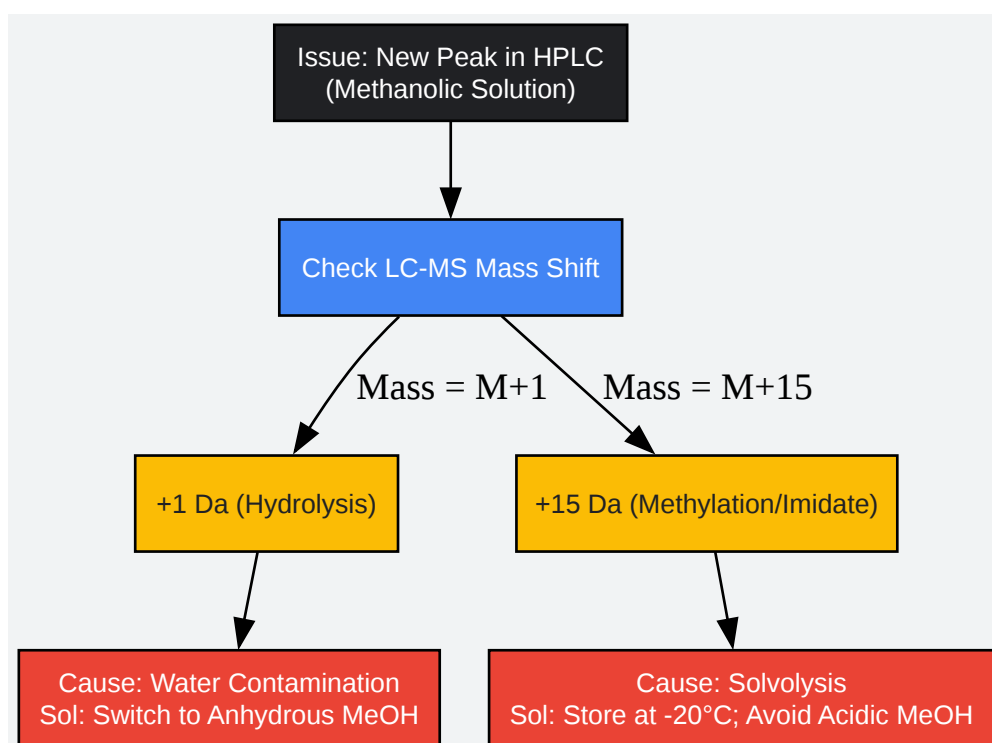 Issue: New Peak in HPLC
(Methanolic Solution)
Check LC-MS Mass Shift
Mass = M+1
Mass = M+15
+1 Da (Hydrolysis)
+15 Da (Methylation/Imidate)
Cause: Water Contamination
Sol: Switch to Anhydrous MeOH
Cause: Solvolysis
Sol: Store at -20°C; Avoid Acidic MeOH